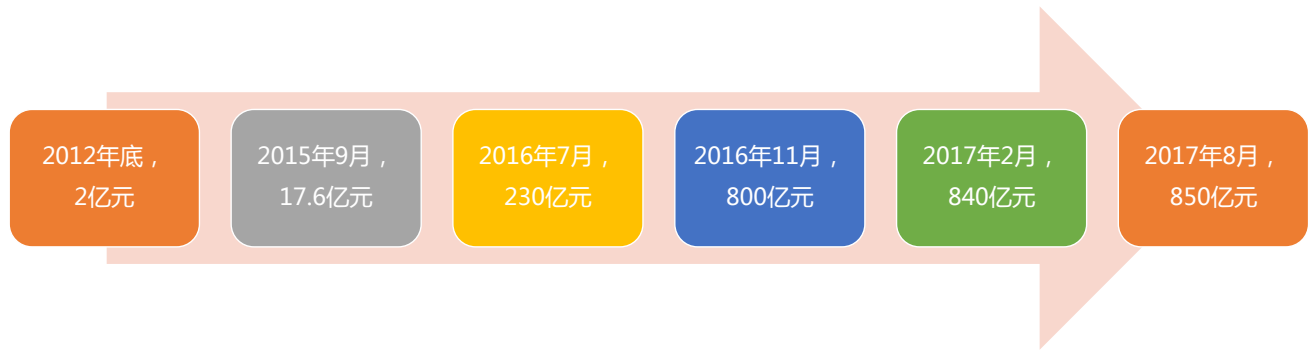 2012年底，
2亿元
2015年9月，
17.6亿元
2016年7月，
230亿元
2016年11月，
800亿元
2017年2月，
840亿元
2017年8月，
850亿元